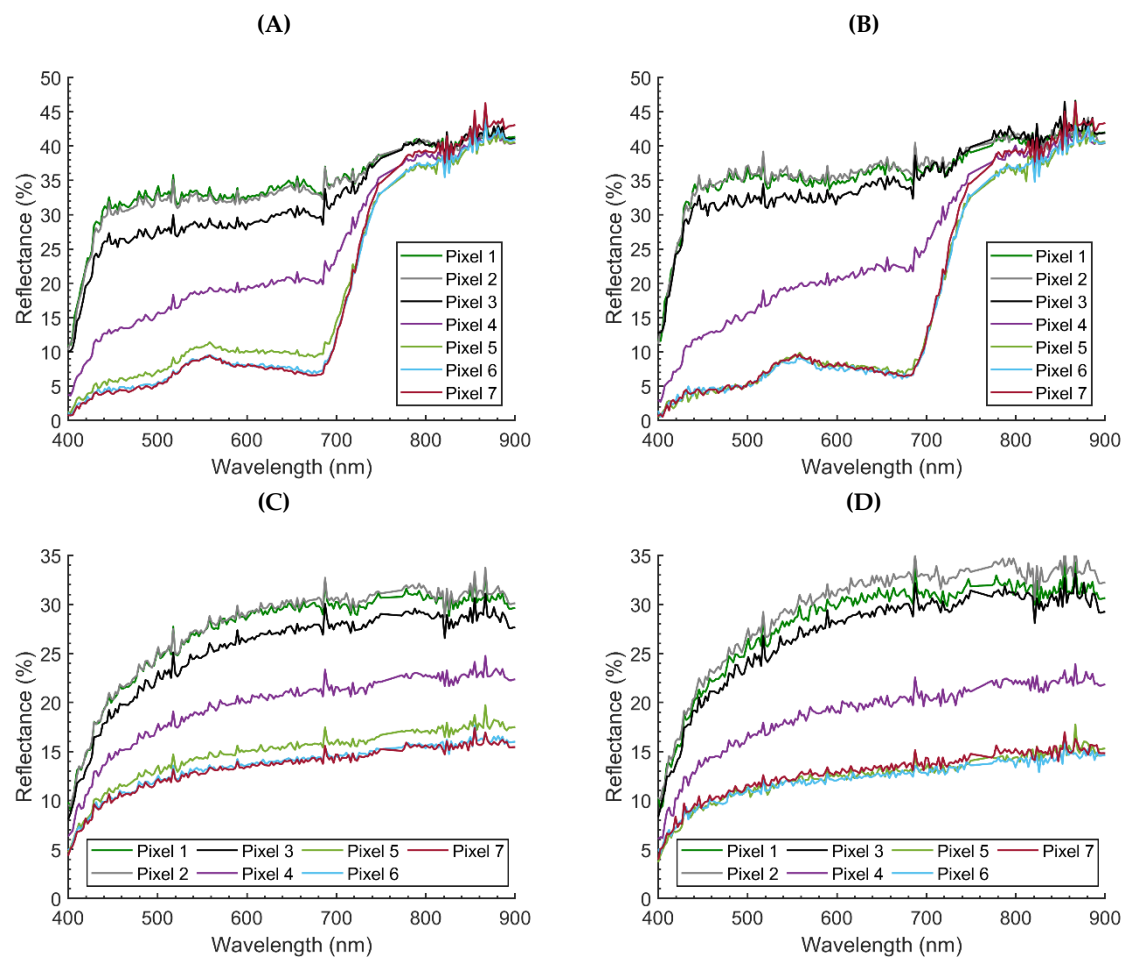 (A)
50
45
40
35
30
25
20
15
10
5
0
Reflectance (%)
Pixel 1
Pixel 2
Pixel 3
Pixel 4
Pixel 5
Pixel 6
Pixel 7
400 500 600 700 800 900
Wavelength (nm)
(B)
50
45
40
35
30
25
20
15
10
5
0
Reflectance (%)
Pixel 1
Pixel 2
Pixel 3
Pixel 4
Pixel 5
Pixel 6
Pixel 7
400 500 600 700 800 900
Wavelength (nm)
(C)
35
30
25
20
15
10
5
0
Reflectance (%)
Pixel 1 Pixel 3 Pixel 5 Pixel 7
Pixel 2 Pixel 4 Pixel 6
400 500 600 700 800 900
Wavelength (nm)
(D)
35
30
25
20
15
10
5
0
Reflectance (%)
Pixel 1 Pixel 3 Pixel 5 Pixel 7
Pixel 2 Pixel 4 Pixel 6
400 500 600 700 800 900
Wavelength (nm)